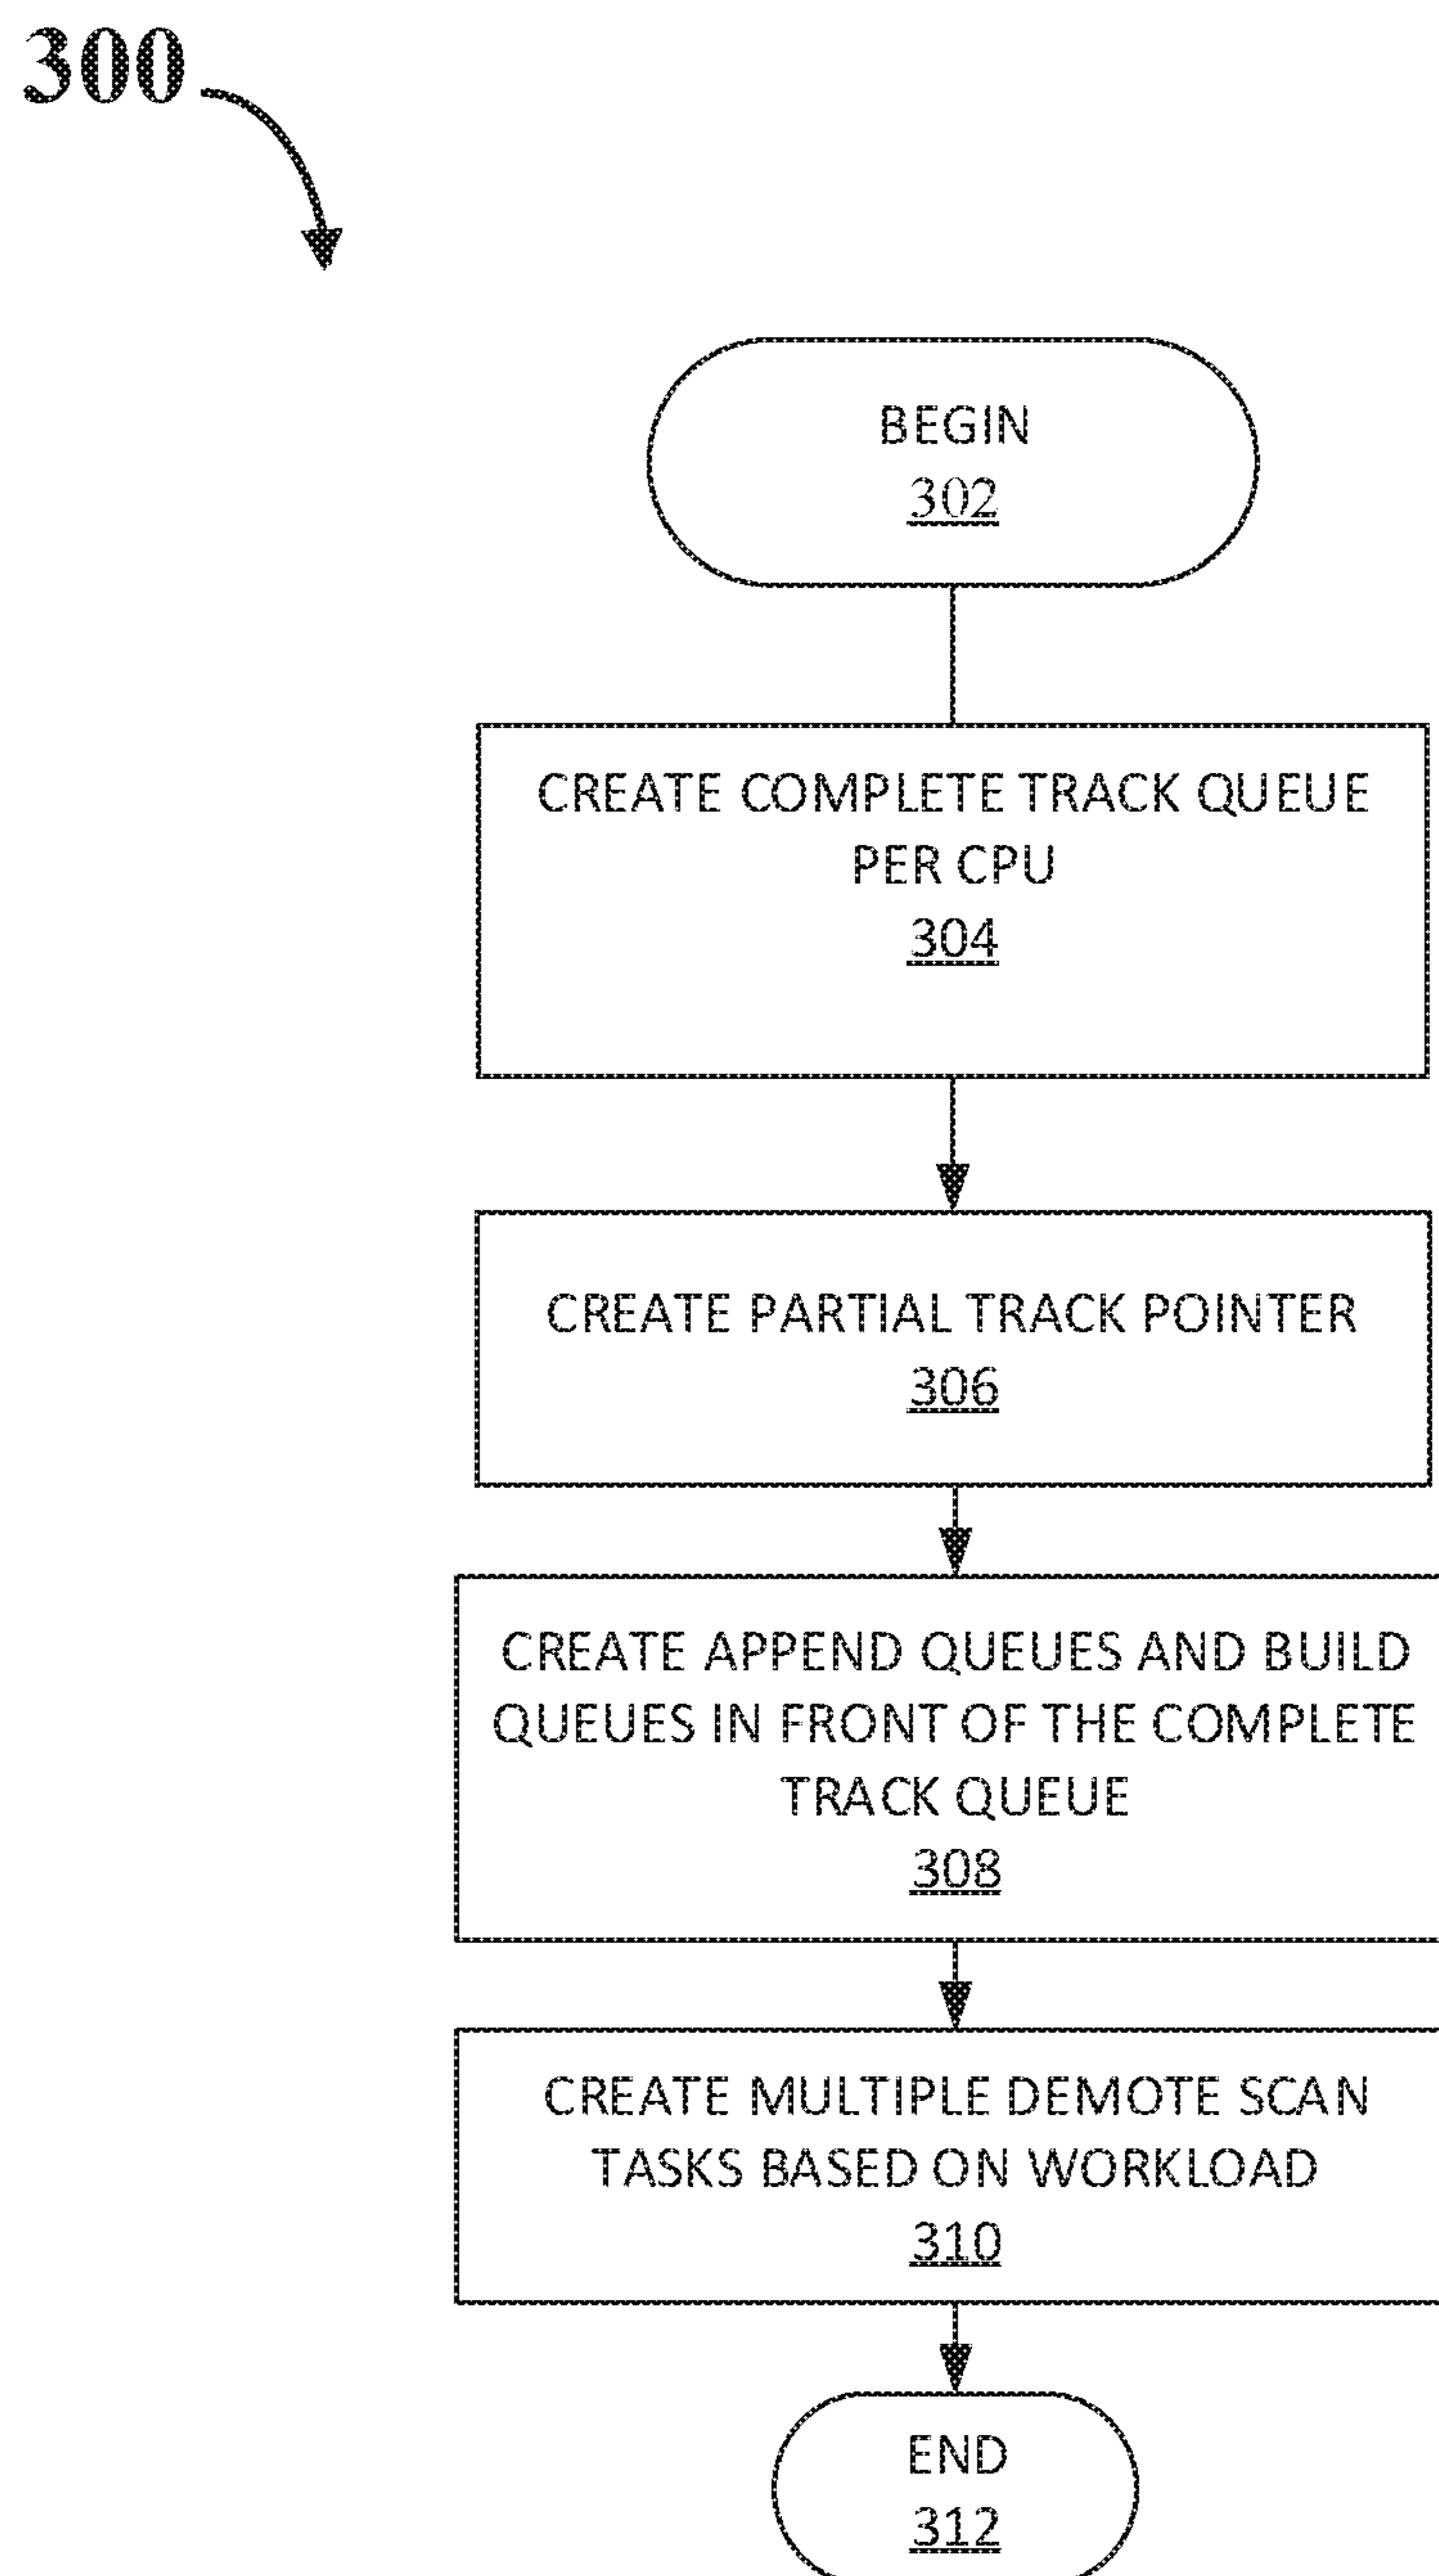 300
BEGIN
302
CREATE COMPLETE TRACK QUEUE
PER CPU
304
CREATE PARTIAL TRACK POINTER
306
CREATE APPEND QUEUES AND BUILD
QUEUES IN FRONT OF THE COMPLETE
TRACK QUEUE
308
CREATE MULTIPLE DEMOTE SCAN
TASKS BASED ON WORKLOAD
310
END
312